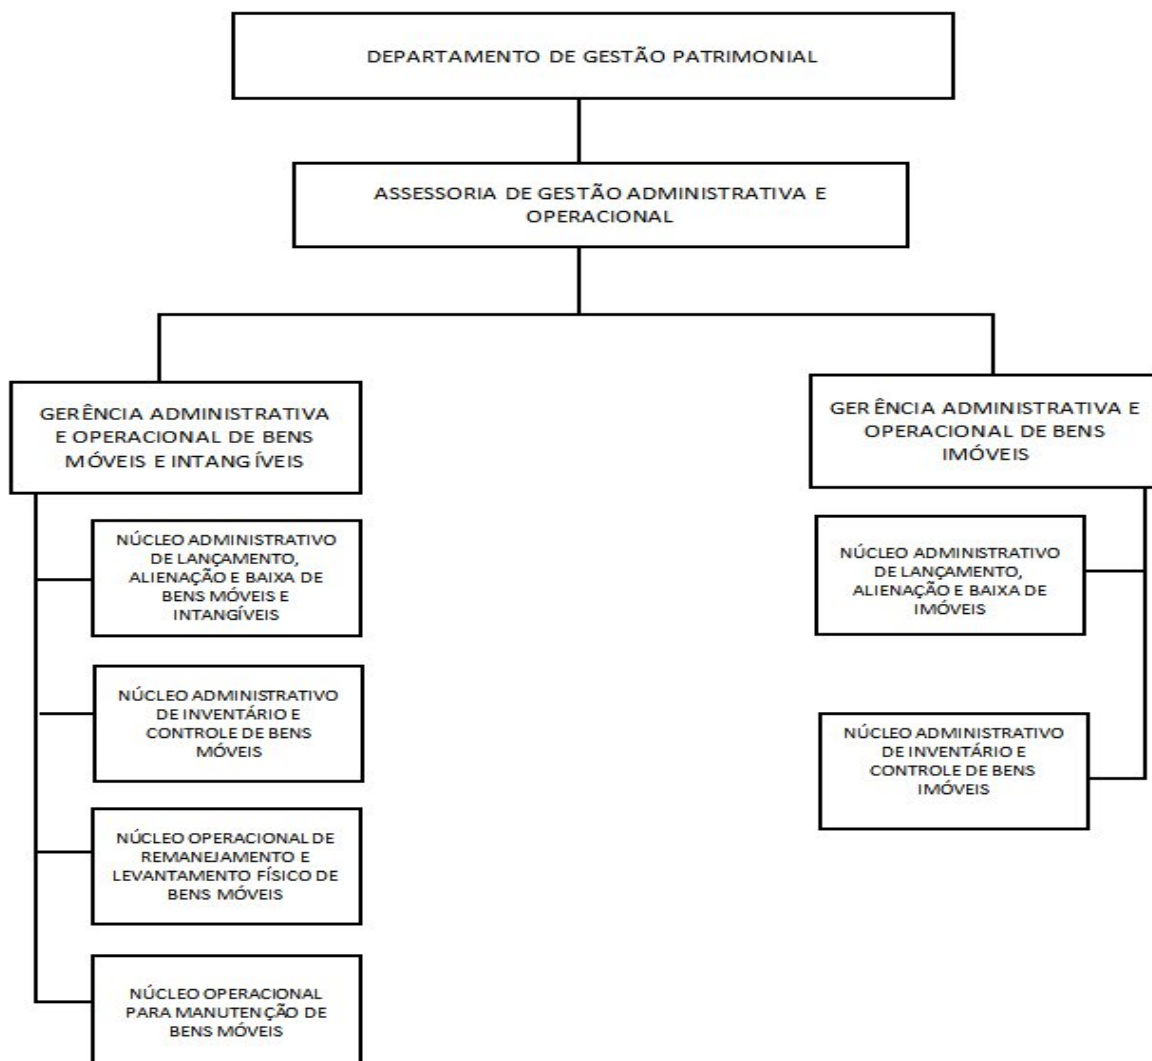 DEPARTAMENTO DE GESTÃO PATRIMONIAL
ASSESSORIA DE GESTÃO ADMINISTRATIVA E
OPERACIONAL
GERÊNCIA ADMINISTRATIVA
E OPERACIONAL DE BENS
MÓVEIS E INTANGÍVEIS
NÚCLEO ADMINISTRATIVO
DE LANÇAMENTO,
ALIENAÇÃO E BAIXA DE
BENS MÓVEIS E
INTANGÍVEIS
NÚCLEO ADMINISTRATIVO
DE INVENTÁRIO E
CONTROLE DE BENS
MÓVEIS
NÚCLEO OPERACIONAL DE
REMANEJAMENTO E
LEVANTAMENTO FÍSICO DE
BENS MÓVEIS
NÚCLEO OPERACIONAL
PARA MANUTENÇÃO DE
BENS MÓVEIS
GERÊNCIA ADMINISTRATIVA E
OPERACIONAL DE BENS
IMÓVEIS
NÚCLEO ADMINISTRATIVO
DE LANÇAMENTO,
ALIENAÇÃO E BAIXA DE
IMÓVEIS
NÚCLEO ADMINISTRATIVO
DE INVENTÁRIO E
CONTROLE DE BENS
IMÓVEIS